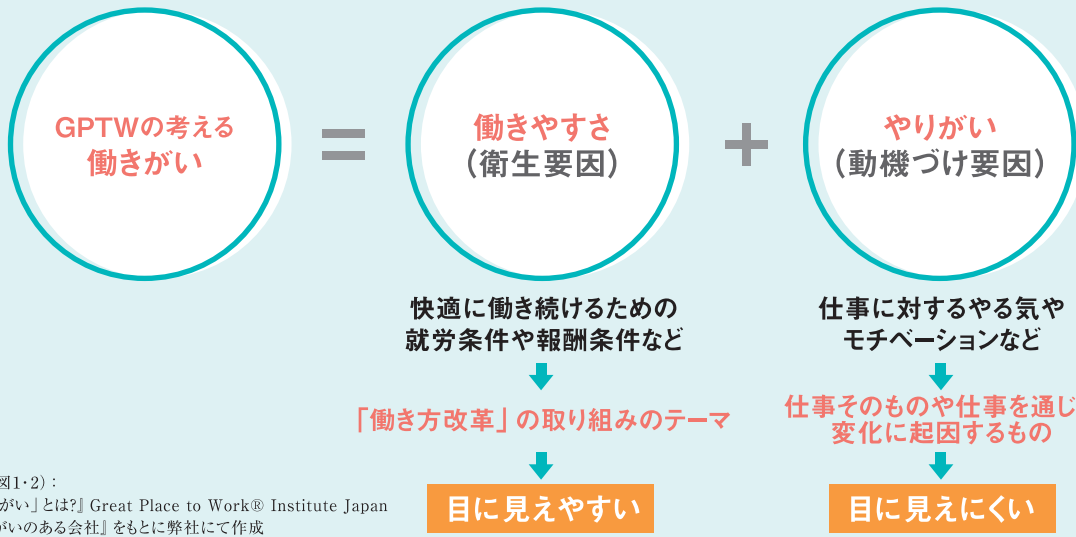 GPTWの考える
働きがい
=
働きやすさ
(衛生要因)
+
やりがい
(動機づけ要因)
快適に働き続けるための
就労条件や報酬条件など
仕事に対するやる気や
モチベーションなど
「働き方改革」の取り組みのテーマ
仕事そのものや仕事を通じ
変化に起因するもの
目に見えやすい
目に見えにくい
図1・2):
がい」とは?』Great Place to Work® Institute Japan
がいのある会社』をもとに弊社にて作成